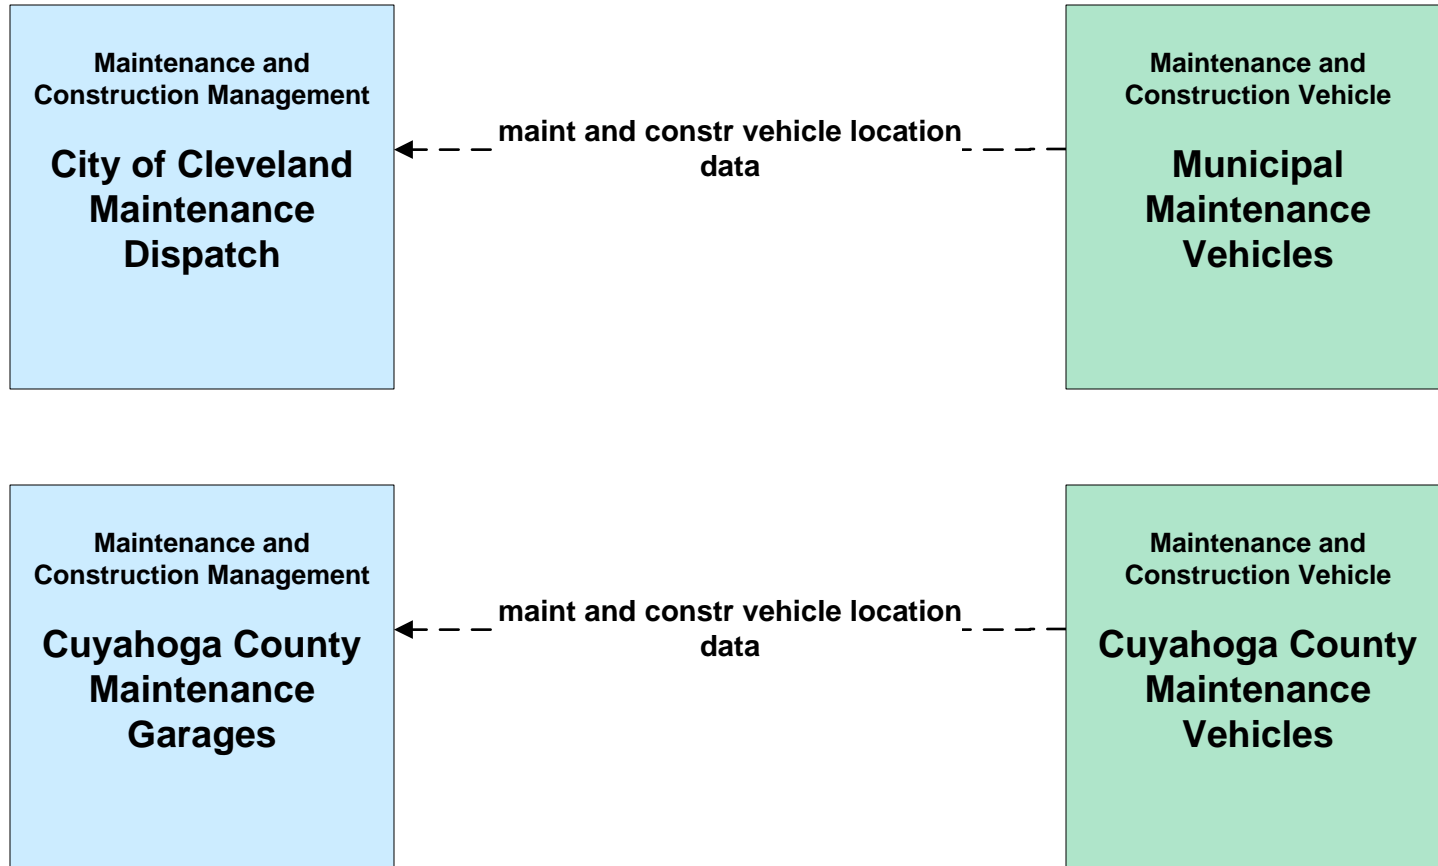 Maintenance and
Construction Management
City of Cleveland
Maintenance
Dispatch
maint and constr vehicle location
data
Maintenance and
Construction Vehicle
Municipal
Maintenance
Vehicles
Maintenance and
Construction Management
Cuyahoga County
Maintenance
Garages
maint and constr vehicle location
data
Maintenance and
Construction Vehicle
Cuyahoga County
Maintenance
Vehicles